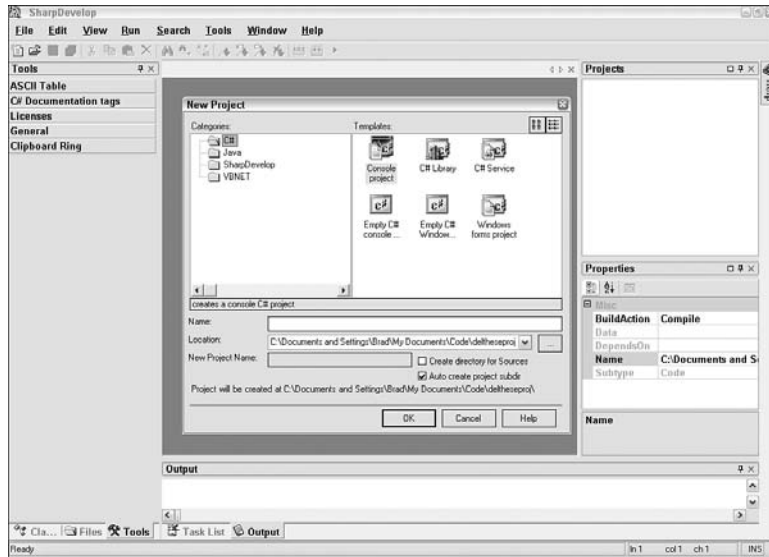 SharpDevelop
File Edit View Run Search Tools Window Help
Tools
ASCII Table
C# Documentation tags
Licenses
General
Clipboard Ring
New Project
Categories:
C#
Java
SharpDevelop
VBNET
Templates:
Console project
C# Library
C# Service
Empty C# console ...
Empty C# Window...
Windows forms project
creates a console C# project
Name:
Location: C:\Documents and Settings\Brad\My Documents\Code\deltheseproj ...
New Project Name:
Create directory for Sources
Auto create project subdir
Project will be created at C:\Documents and Settings\Brad\My Documents\Code\deltheseproj\
OK Cancel Help
Projects
Properties
Misc
BuildAction Compile
Data
DependsOn
Name C:\Documents and S
Subtype Code
Name
Output
Cla... Files Tools Task List Output
Ready ln 1 col 1 ch 1 INS